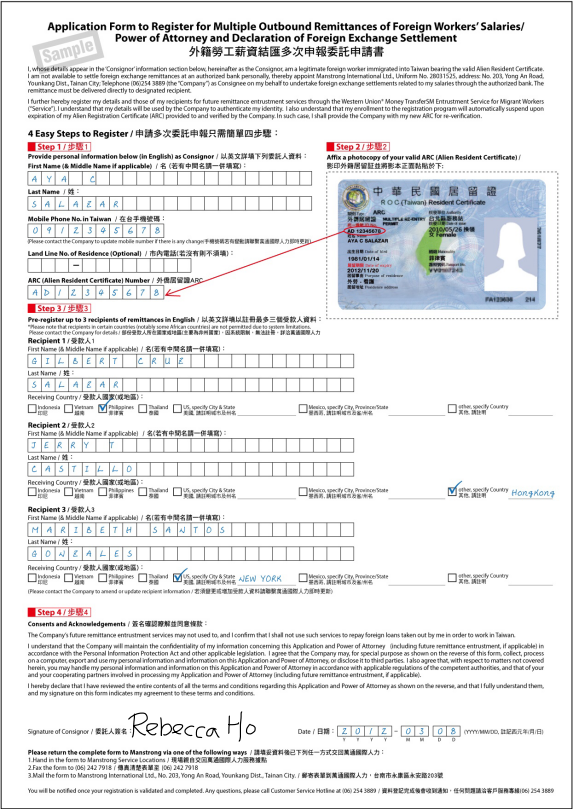 Application Form to Register for Multiple Outbound Remittances of Foreign Workers' Salaries/
Power of Attorney and Declaration of Foreign Exchange Settlement
外籍勞工薪資結匯多次申報委託申請書
Sample
I, whose details appear in the 'Consignor' information section below, hereinafter as the Consignor, am a legitimate foreign worker immigrated into Taiwan bearing the valid Alien Resident Certificate.
I am not available to settle foreign exchange remittances at an authorized bank personally, hereby appoint Manstrong International Ltd., Uniform No. 28031525, address: No. 203, Yong An Road,
Younkang Dist., Tainan City; Telephone (06)254 3889 (the "Company") as Consignee on my behalf to undertake foreign exchange settlements related to my salaries through the authorized bank. The
remittance must be delivered directly to designated recipient.
I further hereby register my details and those of my recipients for future remittance entrustment services through the Western Union® Money TransferSM Entrustment Service for Migrant Workers
("Service"). I understand that my details will be used by the Company to authenticate my identity. I also understand that my enrollment to the registration program will automatically suspend upon
expiration of my Alien Registration Certificate (ARC) provided to and verified by the Company. In such case, I shall provide the Company with my new ARC for re-verification.
4 Easy Steps to Register / 申請多次委託申報只需簡單四步驟：
Step 1 / 步驟1
Provide personal information below (in English) as Consignor / 以英文詳填下列委託人資料：
First Name (& Middle Name if applicable) / 名 (若有中間名請一併填寫)：
AYA C
Last Name / 姓：
SALAZAR
Mobile Phone No. in Taiwan / 在台手機號碼：
0912345678
(Please contact the Company to update mobile number if there is any change/手機號碼若有變動請聯繫萬通國際人力即時更新)
Land Line No. of Residence (Optional) / 市內電話(若沒有則不須填)：
ARC (Alien Resident Certificate) Number / 外僑居留證ARC
AD12345678
Step 2 / 步驟2
Affix a photocopy of your valid ARC (Alien Resident Certificate) /
影印外籍居留證並將影本正面黏貼於下:
中華民國居留證
R.O.C.(Taiwan) Resident Certificate
ARC
MULTIPLE RE-ENTRY
PERMIT
AD 12345678
2010/05/26 換領
女 Female
AYA C SALAZAR
1981/01/14
菲律賓
2012/11/20
外勞 - 看護
FA123636 214
Step 3 / 步驟3
Pre-register up to 3 recipients of remittances in English / 以英文詳填以註冊最多三個受款人資料：
*Please note that recipients in certain countries (notably some African countries) are not permitted due to system limitations.
Please contact the Company for details / 部份受款人所在國家或地區(主要為非州國家)，因系統限制，無法註冊，詳洽萬通國際人力
Recipient 1 / 受款人1
First Name (& Middle Name if applicable) / 名(若有中間名請一併填寫)：
GILBERT CRUZ
Last Name / 姓：
SALAZAR
Receiving Country / 受款人國家(或地區)：
Indonesia 印尼 Vietnam 越南 Philippines 菲律賓 Thailand 泰國 US, specify City & State 美國, 請註明城市及州名 Mexico, specify City, Province/State 墨西哥, 請註明城市及省/州名 other, specify Country 其他, 請註明
Recipient 2 / 受款人2
First Name (& Middle Name if applicable) / 名(若有中間名請一併填寫)：
JERRY T
Last Name / 姓：
CASTILLO
Receiving Country / 受款人國家(或地區)：
Indonesia 印尼 Vietnam 越南 Philippines 菲律賓 Thailand 泰國 US, specify City & State 美國, 請註明城市及州名 Mexico, specify City, Province/State 墨西哥, 請註明城市及省/州名 other, specify Country 其他, 請註明 HongKong
Recipient 3 / 受款人3
First Name (& Middle Name if applicable) / 名(若有中間名請一併填寫)：
MARIBETH SANTOS
Last Name / 姓：
GONZALES
Receiving Country / 受款人國家(或地區)：
Indonesia 印尼 Vietnam 越南 Philippines 菲律賓 Thailand 泰國 US, specify City & State 美國, 請註明城市及州名 NEW YORK Mexico, specify City, Province/State 墨西哥, 請註明城市及省/州名 other, specify Country 其他, 請註明
(Please contact the Company to amend or update recipient information / 若須變更或增加受款人資料請聯繫萬通國際人力即時更新)
Step 4 / 步驟4
Consents and Acknowledgements / 簽名確認瞭解並同意條款：
The Company's future remittance entrustment services may not used to, and I confirm that I shall not use such services to repay foreign loans taken out by me in order to work in Taiwan.
I understand that the Company will maintain the confidentiality of my information concerning this Application and Power of Attorney (including future remittance entrustment, if applicable) in
accordance with the Personal Information Protection Act and other applicable legislation. I agree that the Company may, for special purpose as shown on the reverse of this form, collect, process
on a computer, export and use my personal information and information on this Application and Power of Attorney, or disclose it to third parties. I also agree that, with respect to matters not covered
herein, you may handle my personal information and information on this Application and Power of Attorney in accordance with applicable regulations of the competent authorities, and that of your
and your cooperating parties involved in processing my Application and Power of Attorney (including future remittance entrustment, if applicable).
I hereby declare that I have reviewed the entire contents of all the terms and conditions regarding this Application and Power of Attorney as shown on the reverse, and that I fully understand them,
and my signature on this form indicates my agreement to these terms and conditions.
Signature of Consignor / 委託人簽名： Rebecca Ho
Date / 日期： 2012 - 03 08 (YYYY/MM/DD, 註記西元年/月/日)
Y Y Y Y M M D D
Please return the complete form to Manstrong via one of the following ways / 請填妥資料後已下列任一方式交回萬通國際人力：
1.Hand in the form to Manstrong Service Locations / 現場親自交回萬通國際人力服務據點
2.Fax the form to (06) 242 7918 / 傳真清楚表單至 (06) 242 7918
3.Mail the form to Manstrong International Ltd., No. 203, Yong An Road, Younkang Dist., Tainan City. / 郵寄表單到萬通國際人力，台南市永康區永安路203號
You will be notified once your registration is validated and completed. Any questions, please call Customer Service Hotline at (06) 254 3889 / 資料登記完成後會收到通知，任何問題請洽客戶服務專線(06) 254 3889